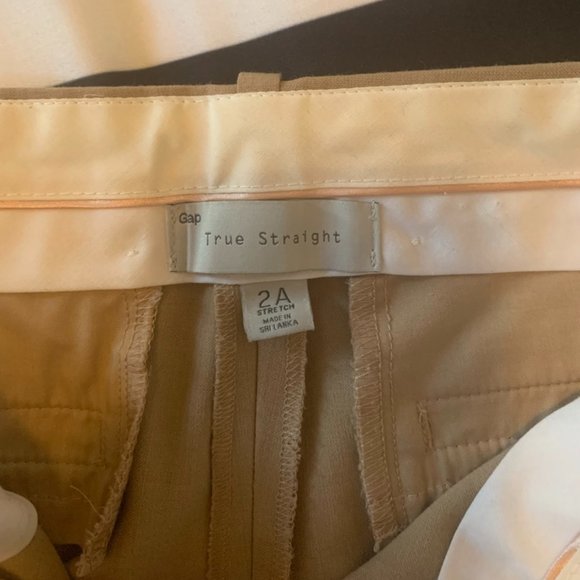 Gap
True Straight
2A
STRETCH
MADE IN
SRI LANKA